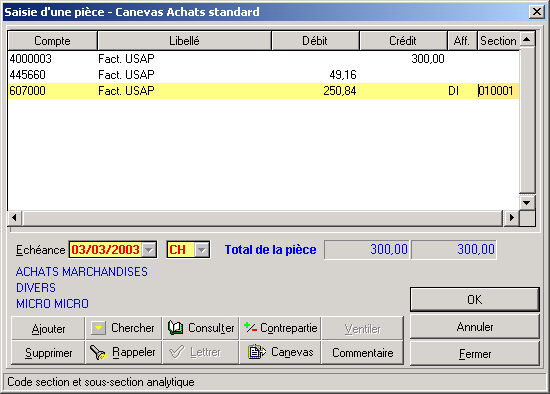 Saisie d'une pièce - Canevas Achats standard
Compte Libellé Débit Crédit Aff. Section
4000003 Fact. USAP 300,00
445660 Fact. USAP 49,16
607000 Fact. USAP 250,84 DI 010001
Echéance 03/03/2003 CH Total de la pièce 300,00 300,00
ACHATS MARCHANDISES
DIVERS
MICRO MICRO
OK
Ajouter Chercher Consulter Contrepartie Ventiler Annuler
Supprimer Rappeler Lettrer Canevas Commentaire Fermer
Code section et sous-section analytique